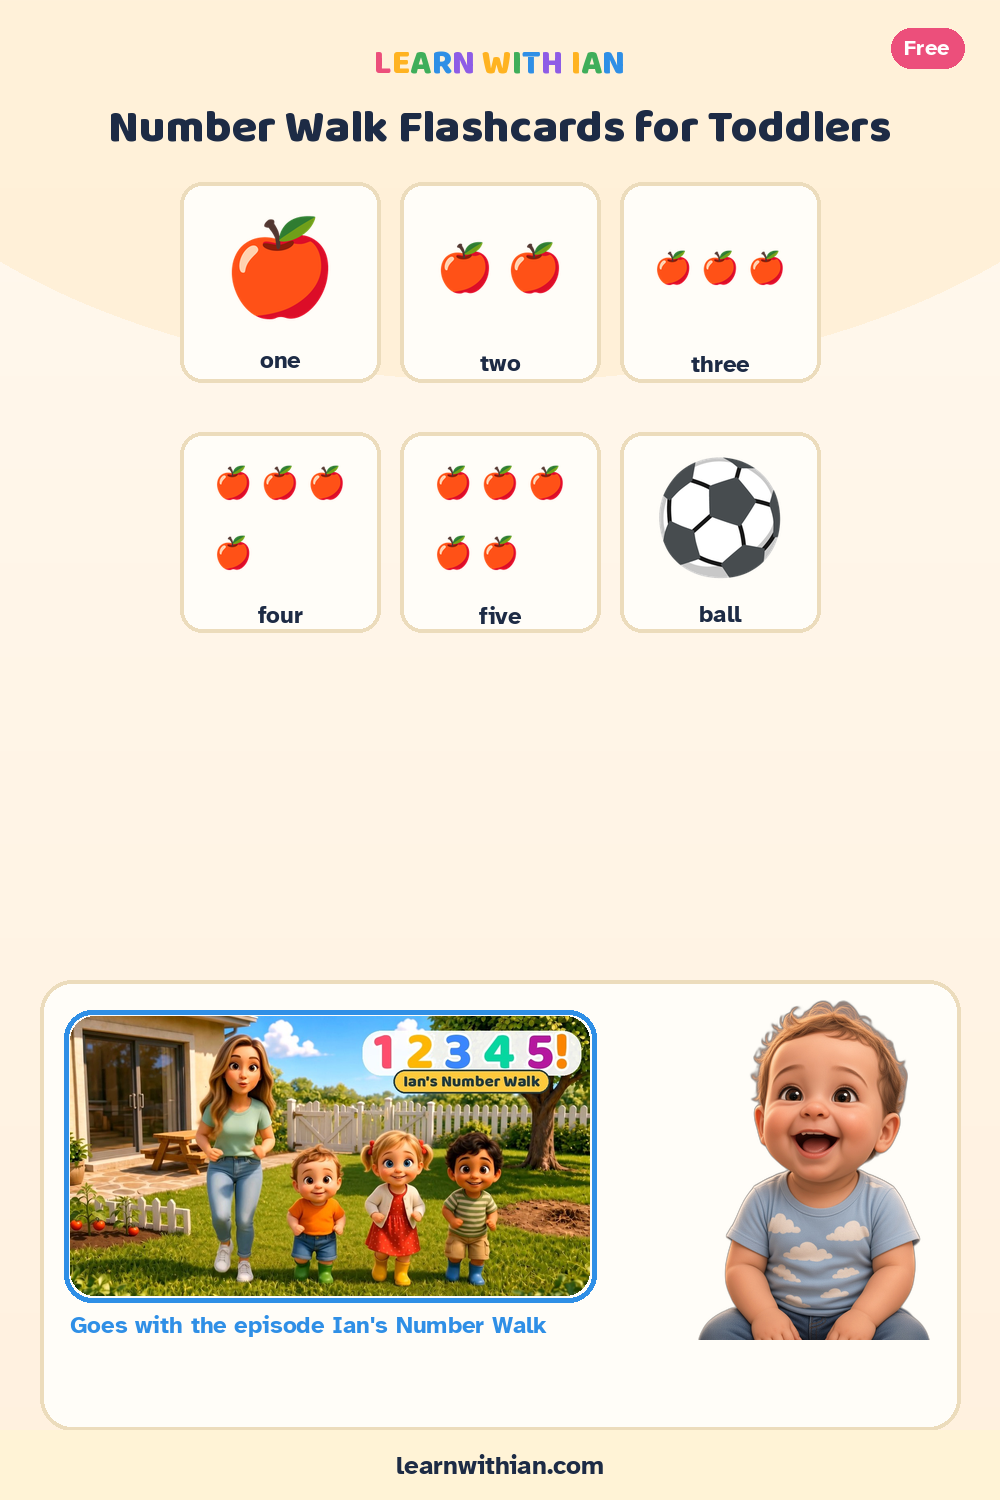 LEARN WITH IAN
Free
Number Walk Flashcards for Toddlers
one
two
three
four
five
ball
1 2 3 4 5!
Ian's Number Walk
Goes with the episode Ian's Number Walk
learnwithian.com